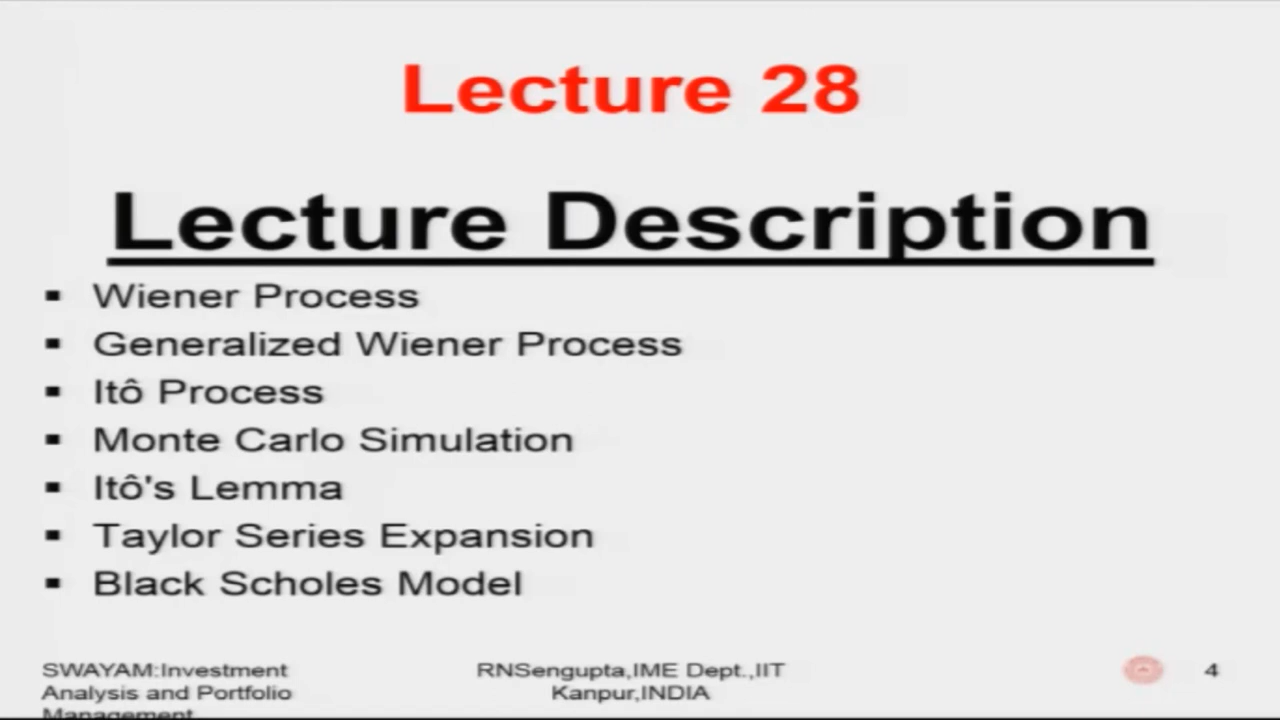 Lecture 28
Lecture Description
▪ Wiener Process
▪ Generalized Wiener Process
▪ Itô Process
▪ Monte Carlo Simulation
▪ Itô's Lemma
▪ Taylor Series Expansion
▪ Black Scholes Model
SWAYAM:Investment
Analysis and Portfolio
Management
RNSengupta,IME Dept.,IIT
Kanpur,INDIA
4